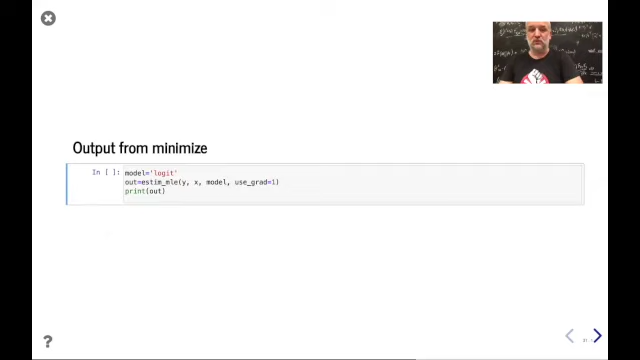 Output from minimize
In [ ]:
model='logit'
out=estim_mle(y, x, model, use_grad=1)
print(out)
?